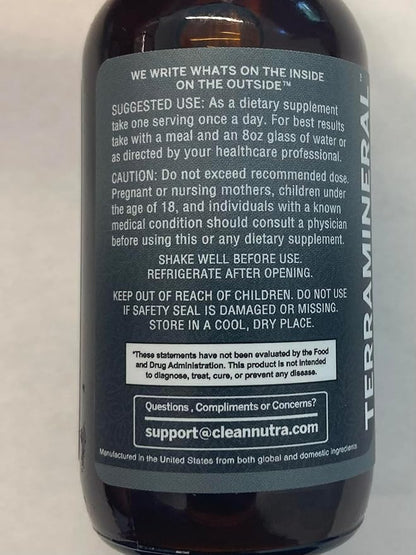 WE WRITE WHATS ON THE INSIDE
ON THE OUTSIDE™
SUGGESTED USE: As a dietary supplement
take one serving once a day. For best results
take with a meal and an 8oz glass of water or
as directed by your healthcare professional.
CAUTION: Do not exceed recommended dose.
Pregnant or nursing mothers, children under
the age of 18, and individuals with a known
medical condition should consult a physician
before using this or any dietary supplement.
SHAKE WELL BEFORE USE.
REFRIGERATE AFTER OPENING.
KEEP OUT OF REACH OF CHILDREN. DO NOT USE
IF SAFETY SEAL IS DAMAGED OR MISSING.
STORE IN A COOL, DRY PLACE.
*These statements have not been evaluated by the Food
and Drug Administration. This product is not intended
to diagnose, treat, cure, or prevent any disease.
Questions , Compliments or Concerns?
support@cleannutra.com
Manufactured in the United States from both global and domestic ingredients
TERRAMINERAL